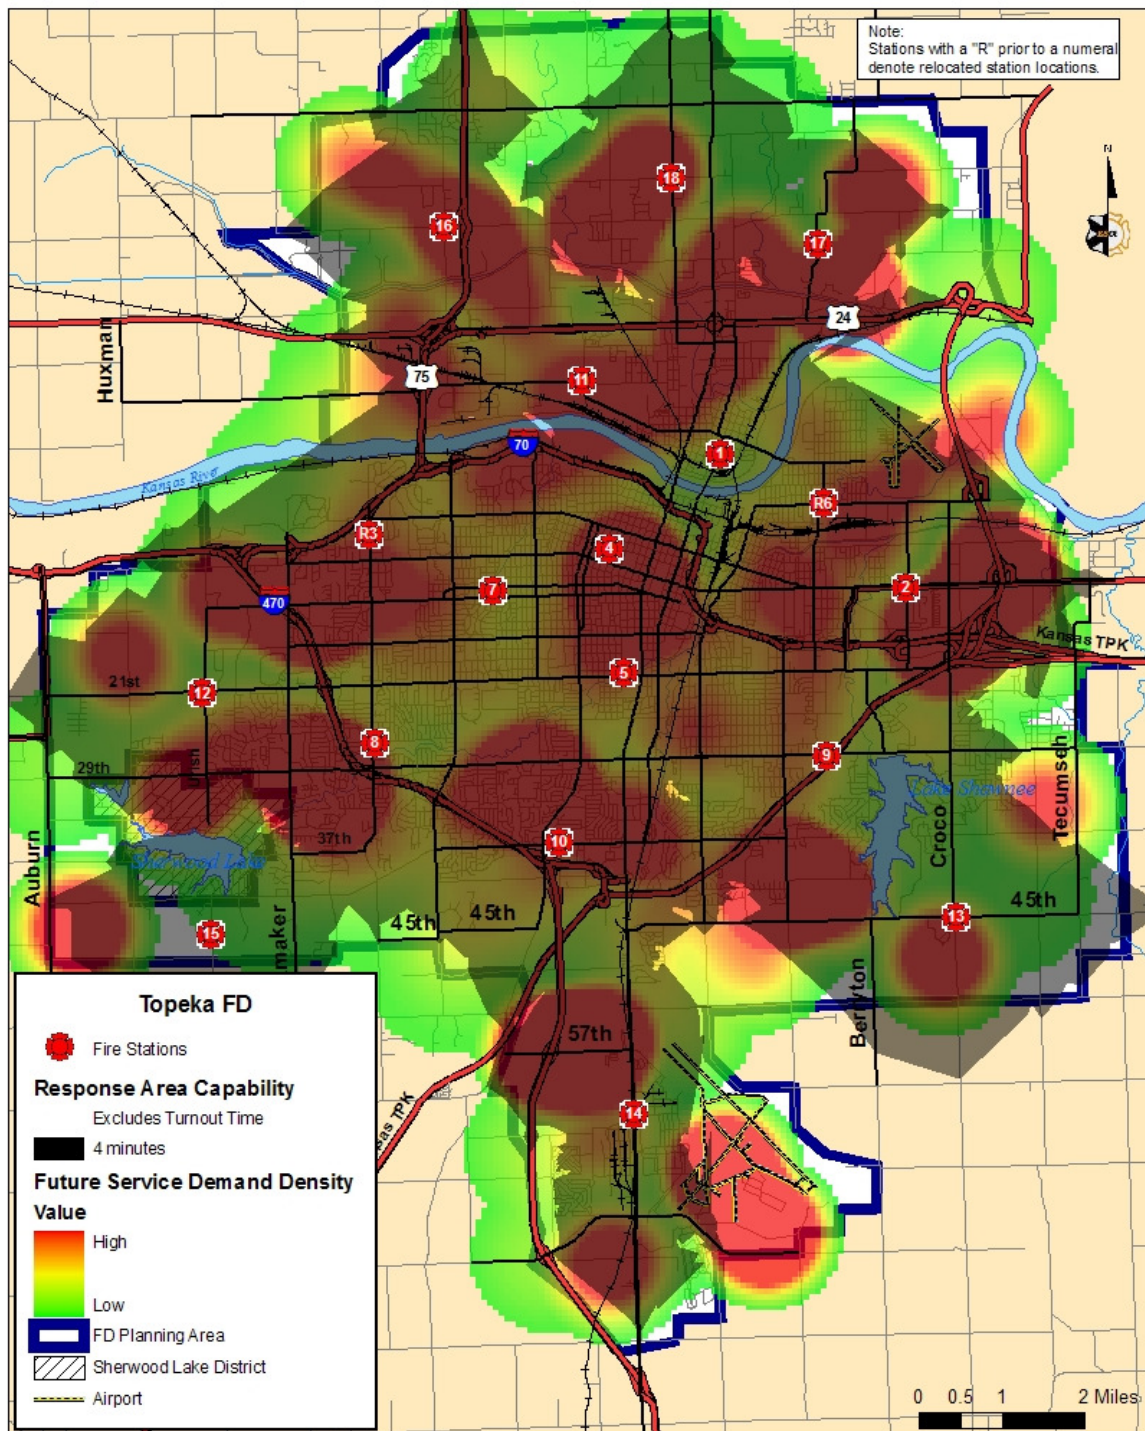 Note:
Stations with a "R" prior to a numeral
denote relocated station locations.
N
18
16
17
24
Huxman
75
11
70
1
Kansas River
R6
R3
4
7
2
470
Kansas TPK
21st
5
12
8
9
29th
Lake Shawnee
Tecumseh
Croco
37th
10
Sherwood Lake
Auburn
45th
45th
45th
13
15
maker
Berryton
57th
14
sas TPK
Topeka FD
Fire Stations
Response Area Capability
Excludes Turnout Time
4 minutes
Future Service Demand Density
Value
High
Low
FD Planning Area
Sherwood Lake District
Airport
0 0.5 1 2 Miles